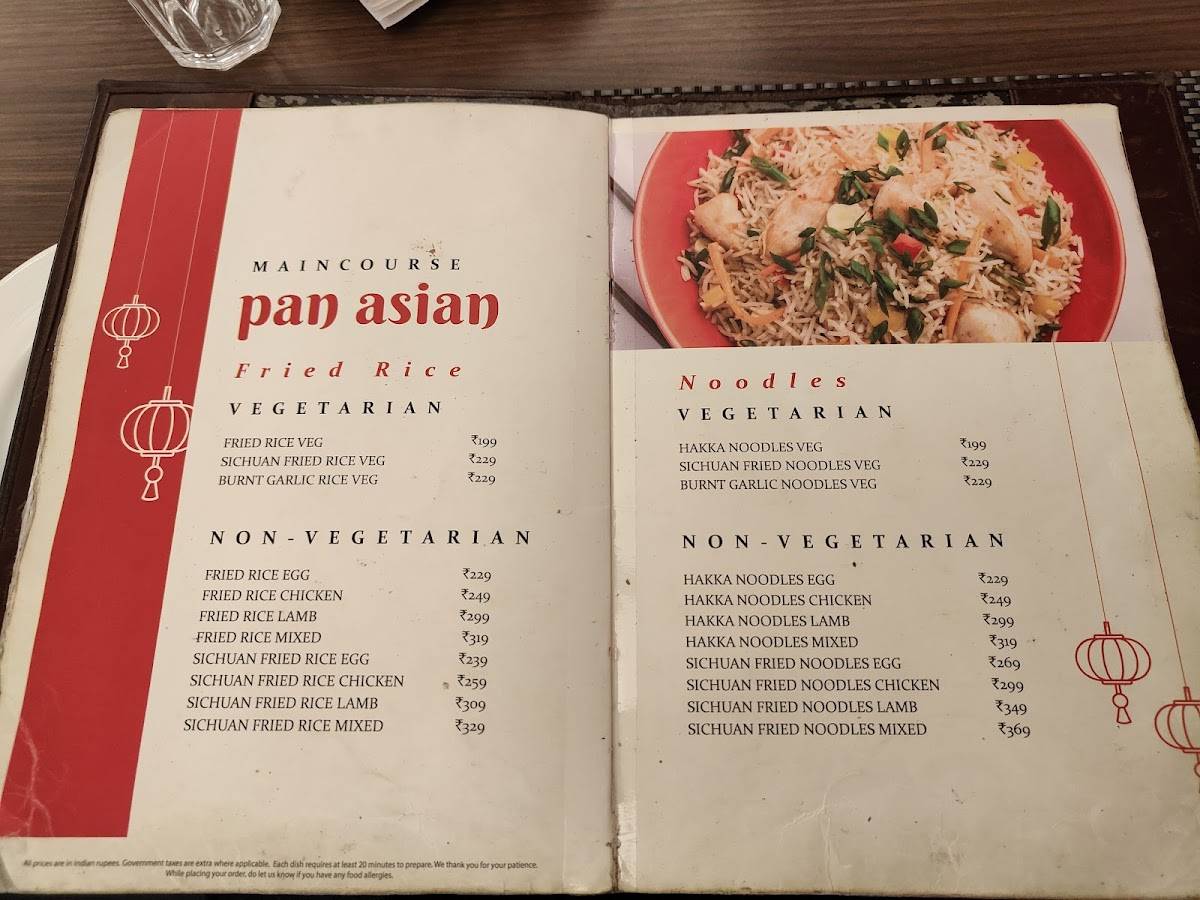 MAINCOURSE
pan asian
Fried Rice
VEGETARIAN
FRIED RICE VEG ₹199
SICHUAN FRIED RICE VEG ₹229
BURNT GARLIC RICE VEG ₹229
NON-VEGETARIAN
FRIED RICE EGG ₹229
FRIED RICE CHICKEN ₹249
FRIED RICE LAMB ₹299
FRIED RICE MIXED ₹319
SICHUAN FRIED RICE EGG ₹239
SICHUAN FRIED RICE CHICKEN ₹259
SICHUAN FRIED RICE LAMB ₹309
SICHUAN FRIED RICE MIXED ₹329
All prices are in indian rupees. Government taxes are extra where applicable. Each dish requires at least 20 minutes to prepare. We thank you for your patience.
While placing your order, do let us know if you have any food allergies.
Noodles
VEGETARIAN
HAKKA NOODLES VEG ₹199
SICHUAN FRIED NOODLES VEG ₹229
BURNT GARLIC NOODLES VEG ₹229
NON-VEGETARIAN
HAKKA NOODLES EGG ₹229
HAKKA NOODLES CHICKEN ₹249
HAKKA NOODLES LAMB ₹299
HAKKA NOODLES MIXED ₹319
SICHUAN FRIED NOODLES EGG ₹269
SICHUAN FRIED NOODLES CHICKEN ₹299
SICHUAN FRIED NOODLES LAMB ₹349
SICHUAN FRIED NOODLES MIXED ₹369